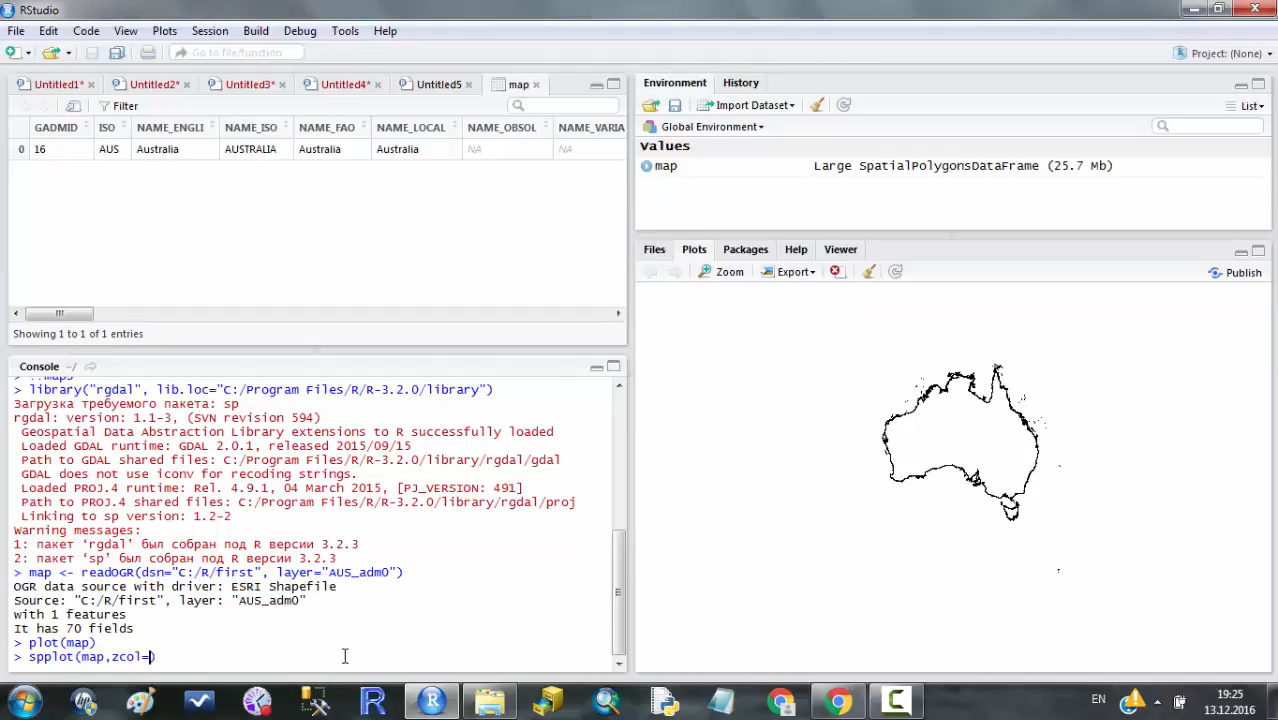 RStudio
File Edit Code View Plots Session Build Debug Tools Help
Go to file/function
Project: (None)
Untitled1* Untitled2* Untitled3* Untitled4* Untitled5 map
Filter
GADMID ISO NAME_ENGLI NAME_ISO NAME_FAO NAME_LOCAL NAME_OBSOL NAME_VARIA
0 16 AUS Australia AUSTRALIA Australia Australia NA NA
Showing 1 to 1 of 1 entries
Console ~/
> library("rgdal", lib.loc="C:/Program Files/R/R-3.2.0/library")
Загрузка требуемого пакета: sp
rgdal: version: 1.1-3, (SVN revision 594)
Geospatial Data Abstraction Library extensions to R successfully loaded
Loaded GDAL runtime: GDAL 2.0.1, released 2015/09/15
Path to GDAL shared files: C:/Program Files/R/R-3.2.0/library/rgdal/gdal
GDAL does not use iconv for recoding strings.
Loaded PROJ.4 runtime: Rel. 4.9.1, 04 March 2015, [PJ_VERSION: 491]
Path to PROJ.4 shared files: C:/Program Files/R/R-3.2.0/library/rgdal/proj
Linking to sp version: 1.2-2
Warning messages:
1: пакет ‘rgdal’ был собран под R версии 3.2.3
2: пакет ‘sp’ был собран под R версии 3.2.3
> map <- readOGR(dsn="C:/R/first", layer="AUS_adm0")
OGR data source with driver: ESRI Shapefile
Source: "C:/R/first", layer: "AUS_adm0"
with 1 features
It has 70 fields
> plot(map)
> spplot(map,zcol=)
Environment History
Import Dataset
List
Global Environment
Values
map Large SpatialPolygonsDataFrame (25.7 Mb)
Files Plots Packages Help Viewer
Zoom Export Publish
EN
19:25
13.12.2016